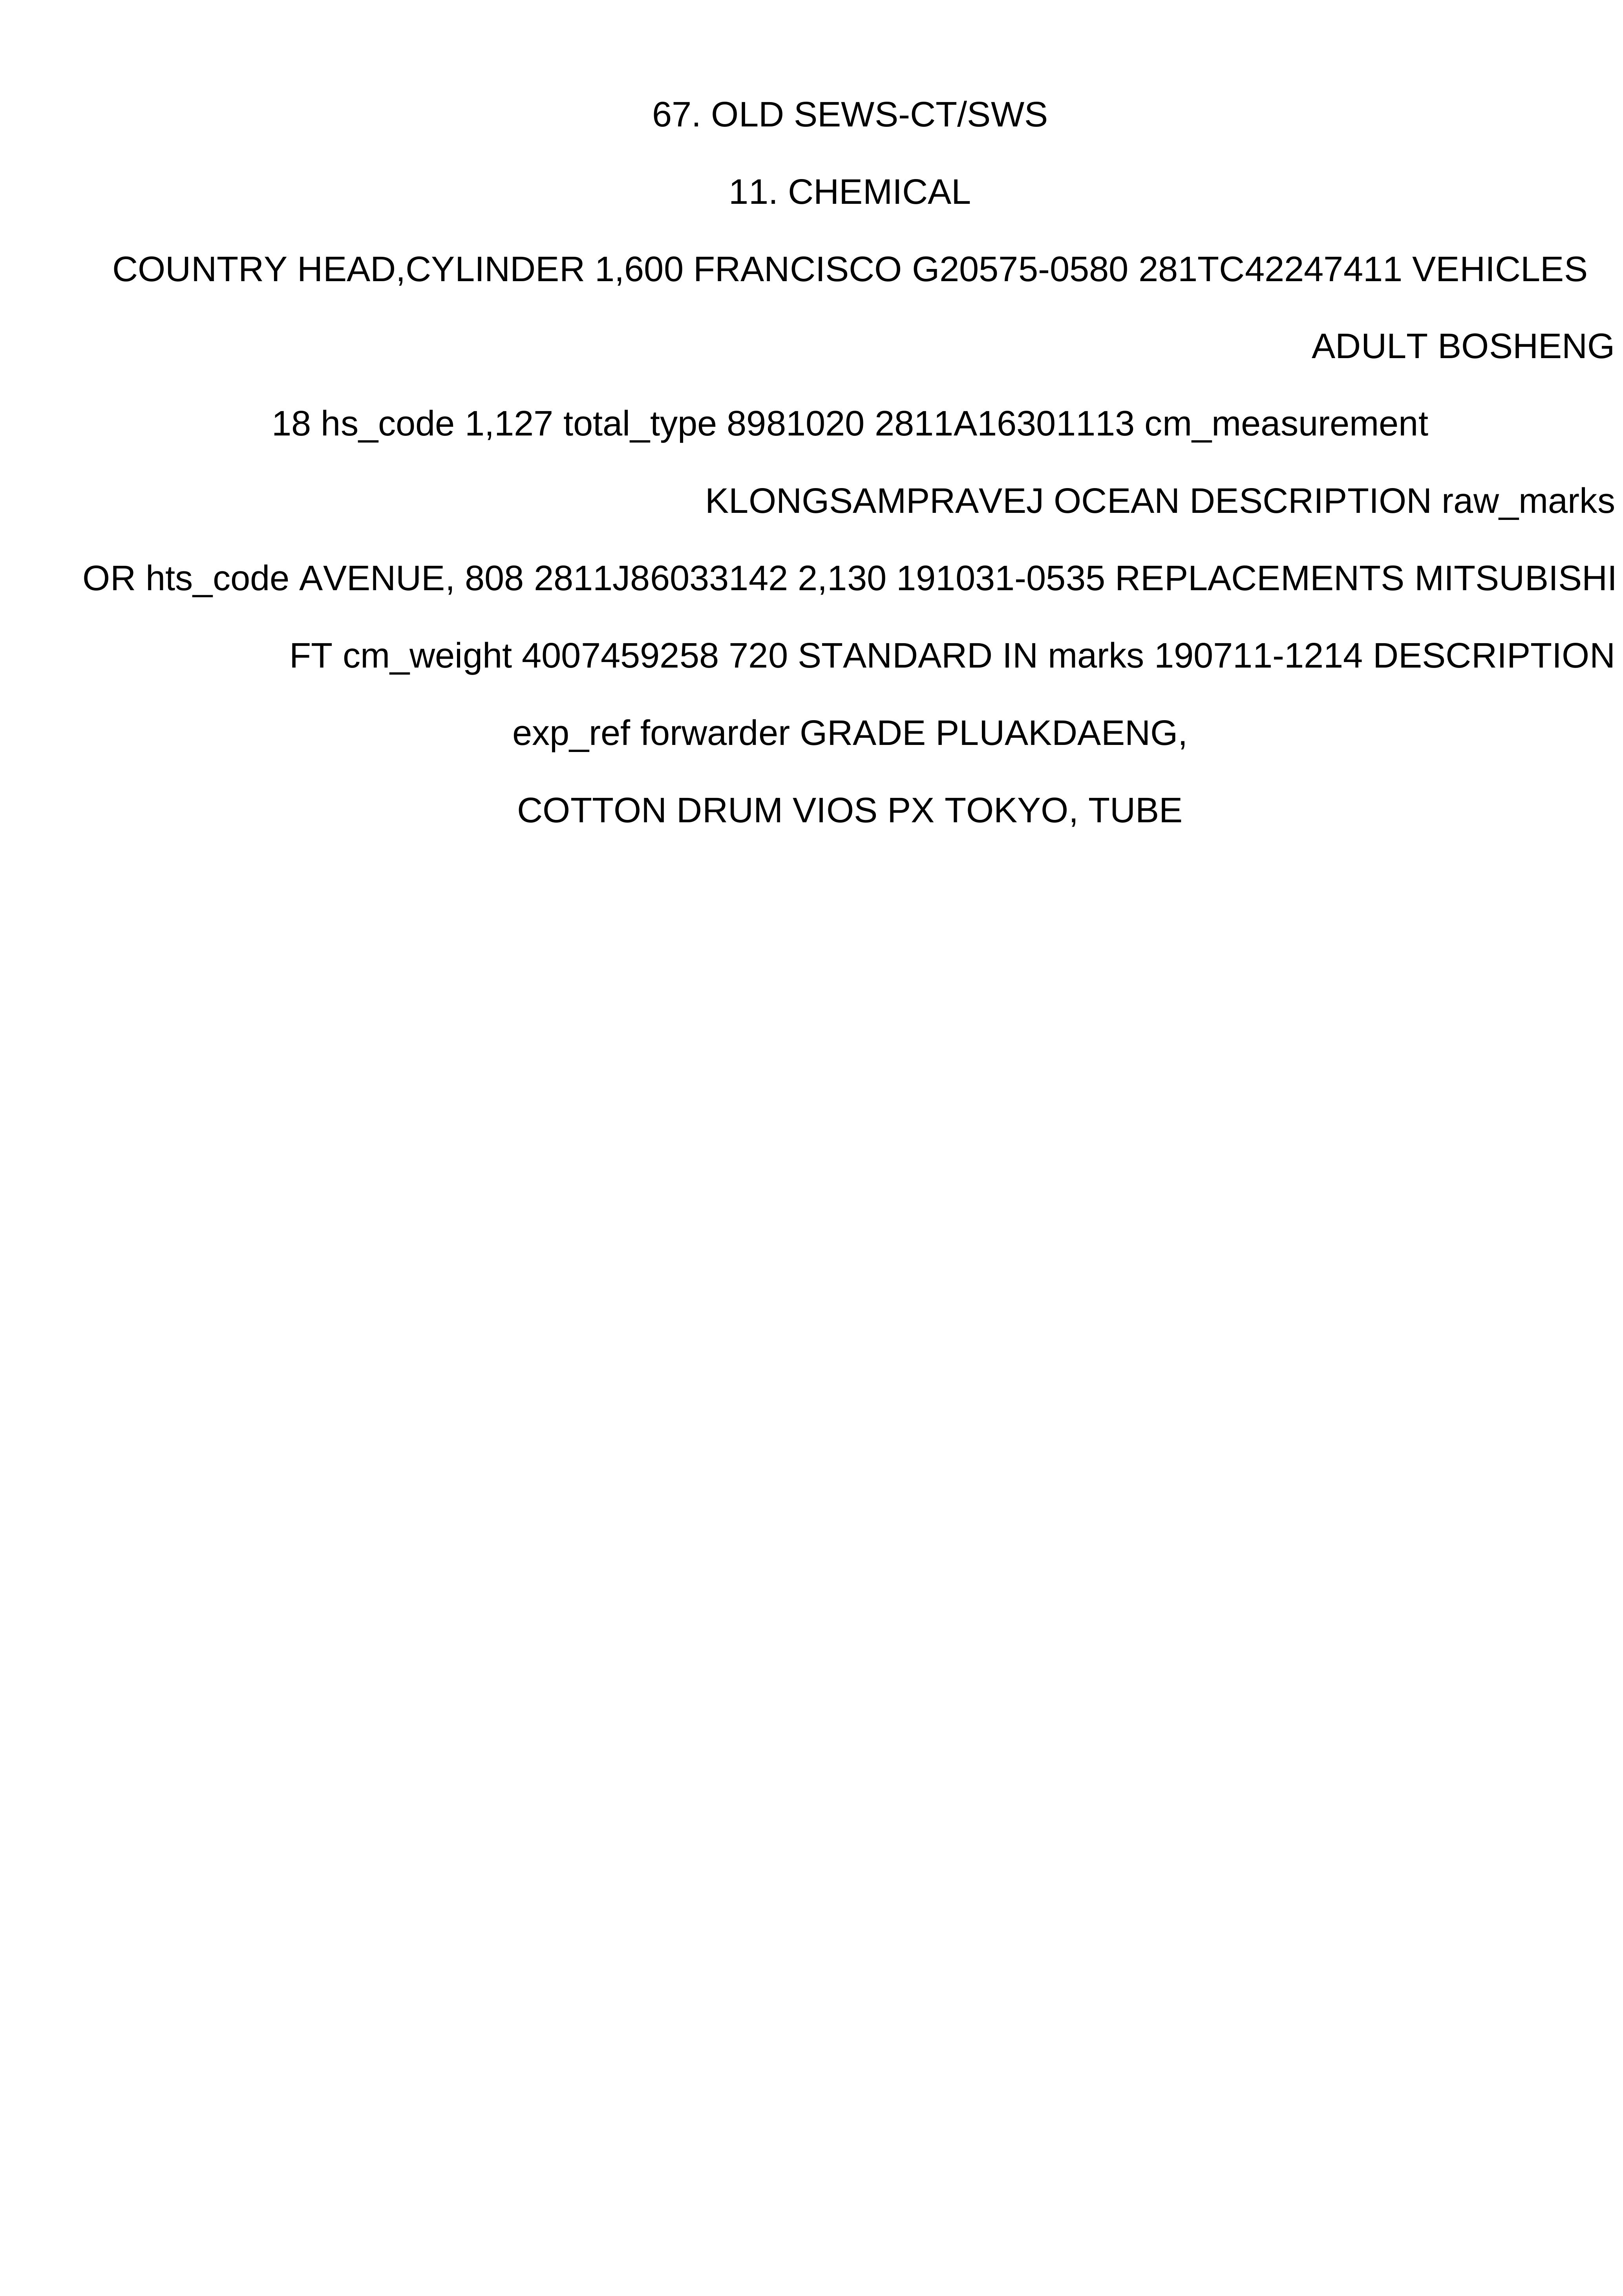 67. OLD SEWS-CT/SWS
11. CHEMICAL
COUNTRY HEAD,CYLINDER 1,600 FRANCISCO G20575-0580 281TC42247411 VEHICLES
ADULT BOSHENG
18 hs_code 1,127 total_type 8981020 2811A16301113 cm_measurement
KLONGSAMPRAVEJ OCEAN DESCRIPTION raw_marks
OR hts_code AVENUE, 808 2811J86033142 2,130 191031-0535 REPLACEMENTS MITSUBISHI
FT cm_weight 4007459258 720 STANDARD IN marks 190711-1214 DESCRIPTION
exp_ref forwarder GRADE PLUAKDAENG,
COTTON DRUM VIOS PX TOKYO, TUBE